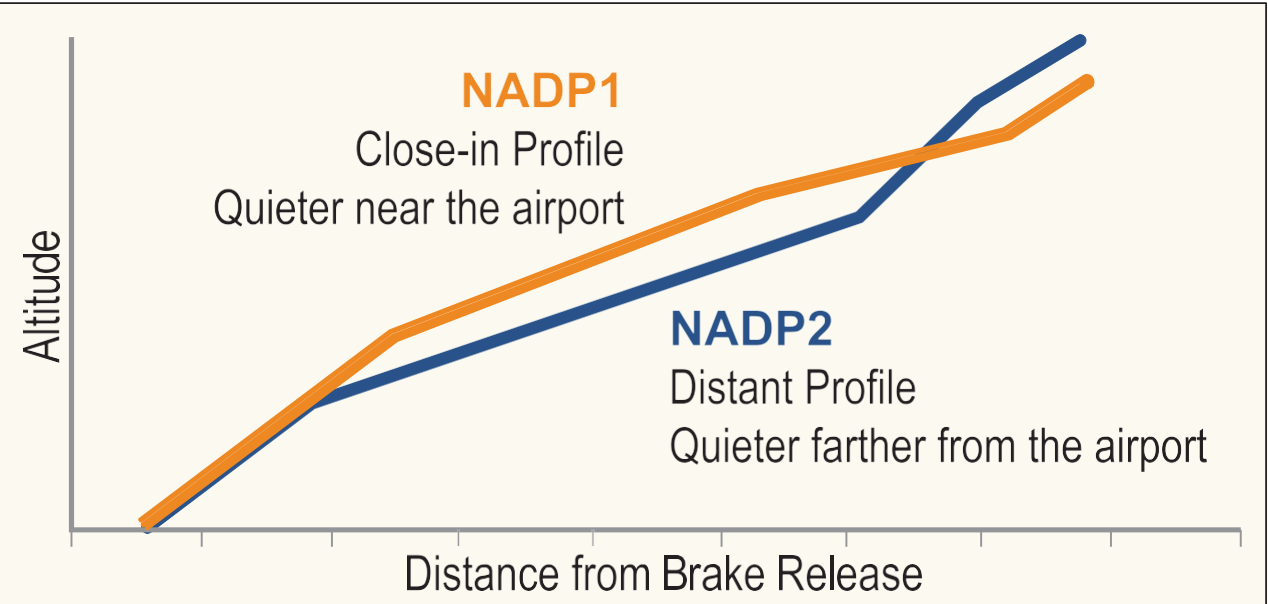 NADP1
Close-in Profile
Quieter near the airport
Altitude
NADP2
Distant Profile
Quieter farther from the airport
Distance from Brake Release